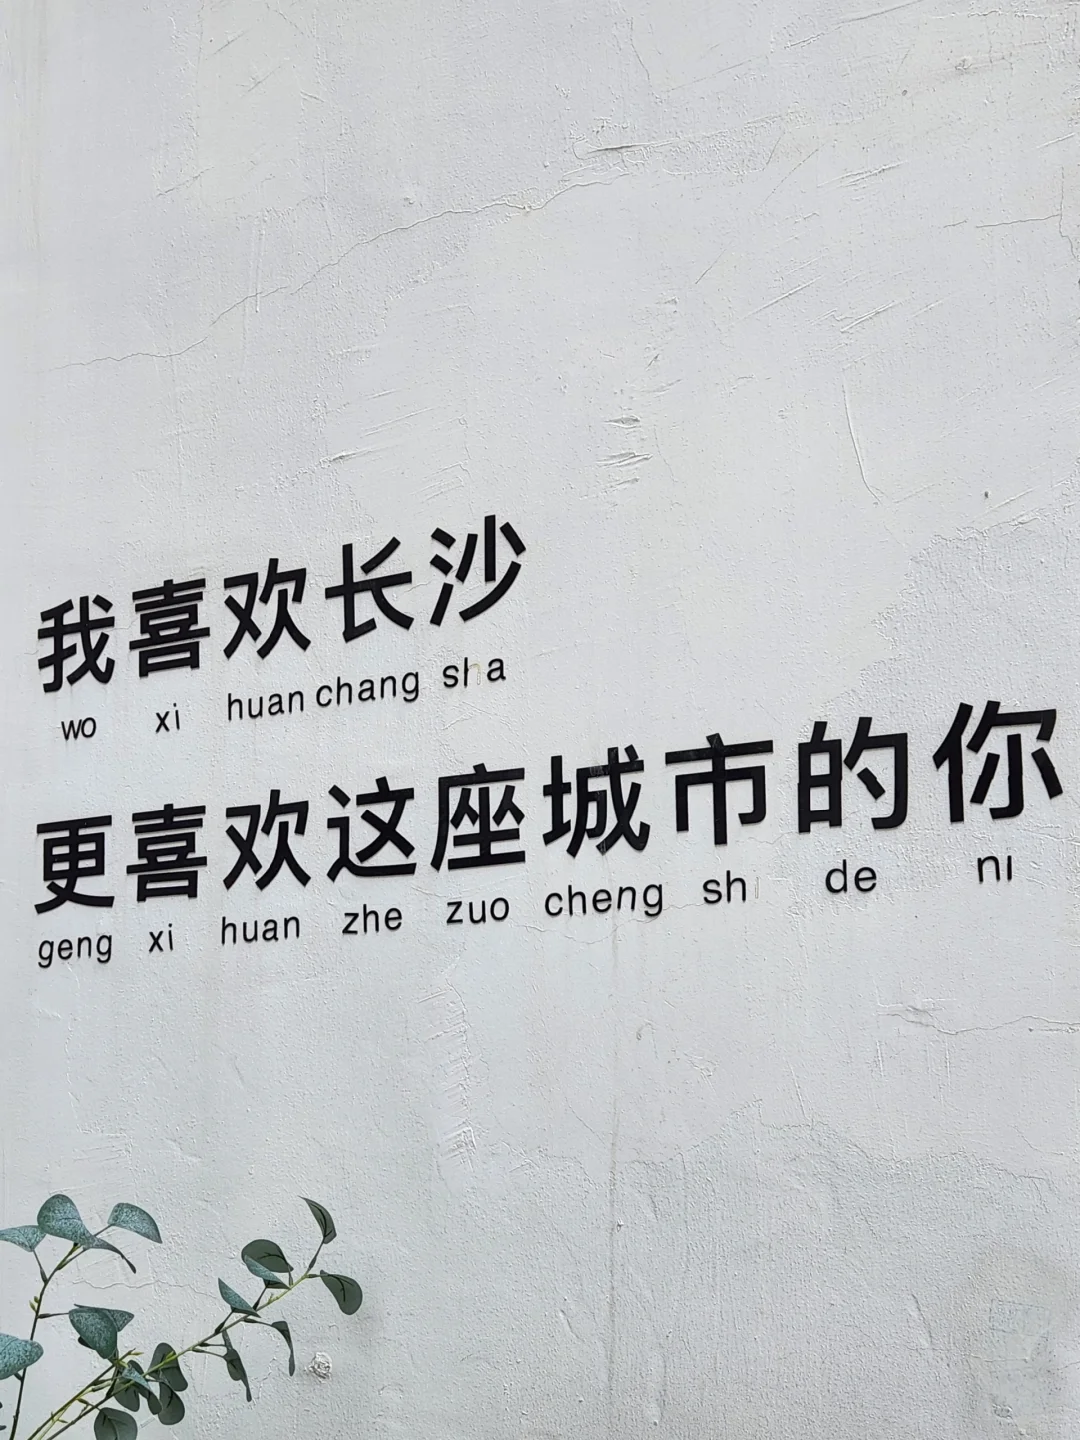 我喜欢长沙
wo xi huan chang sha
更喜欢这座城市的你
geng xi huan zhe zuo cheng sh de ni